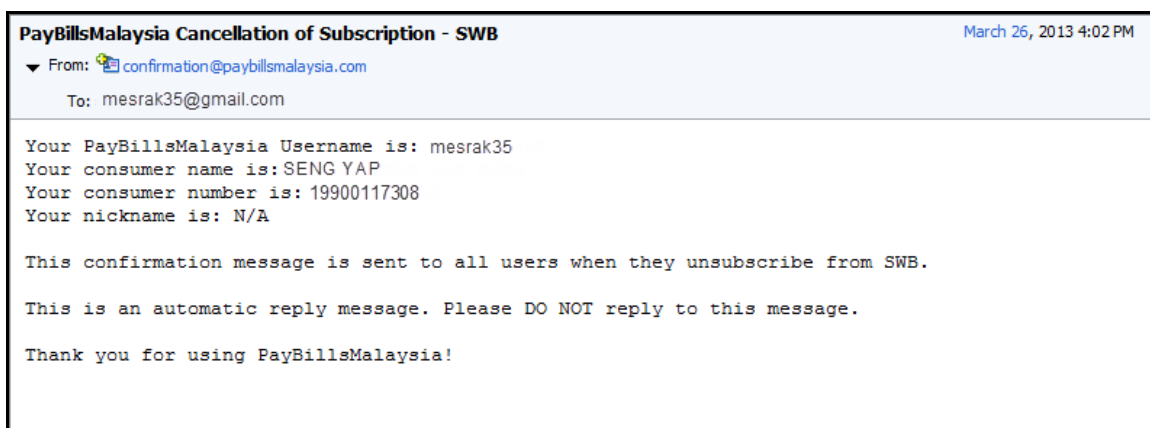 PayBillsMalaysia Cancellation of Subscription - SWB
March 26, 2013 4:02 PM
From: confirmation@paybillsmalaysia.com
To: mesrak35@gmail.com
Your PayBillsMalaysia Username is: mesrak35
Your consumer name is: SENG YAP
Your consumer number is: 19900117308
Your nickname is: N/A
This confirmation message is sent to all users when they unsubscribe from SWB.
This is an automatic reply message. Please DO NOT reply to this message.
Thank you for using PayBillsMalaysia!